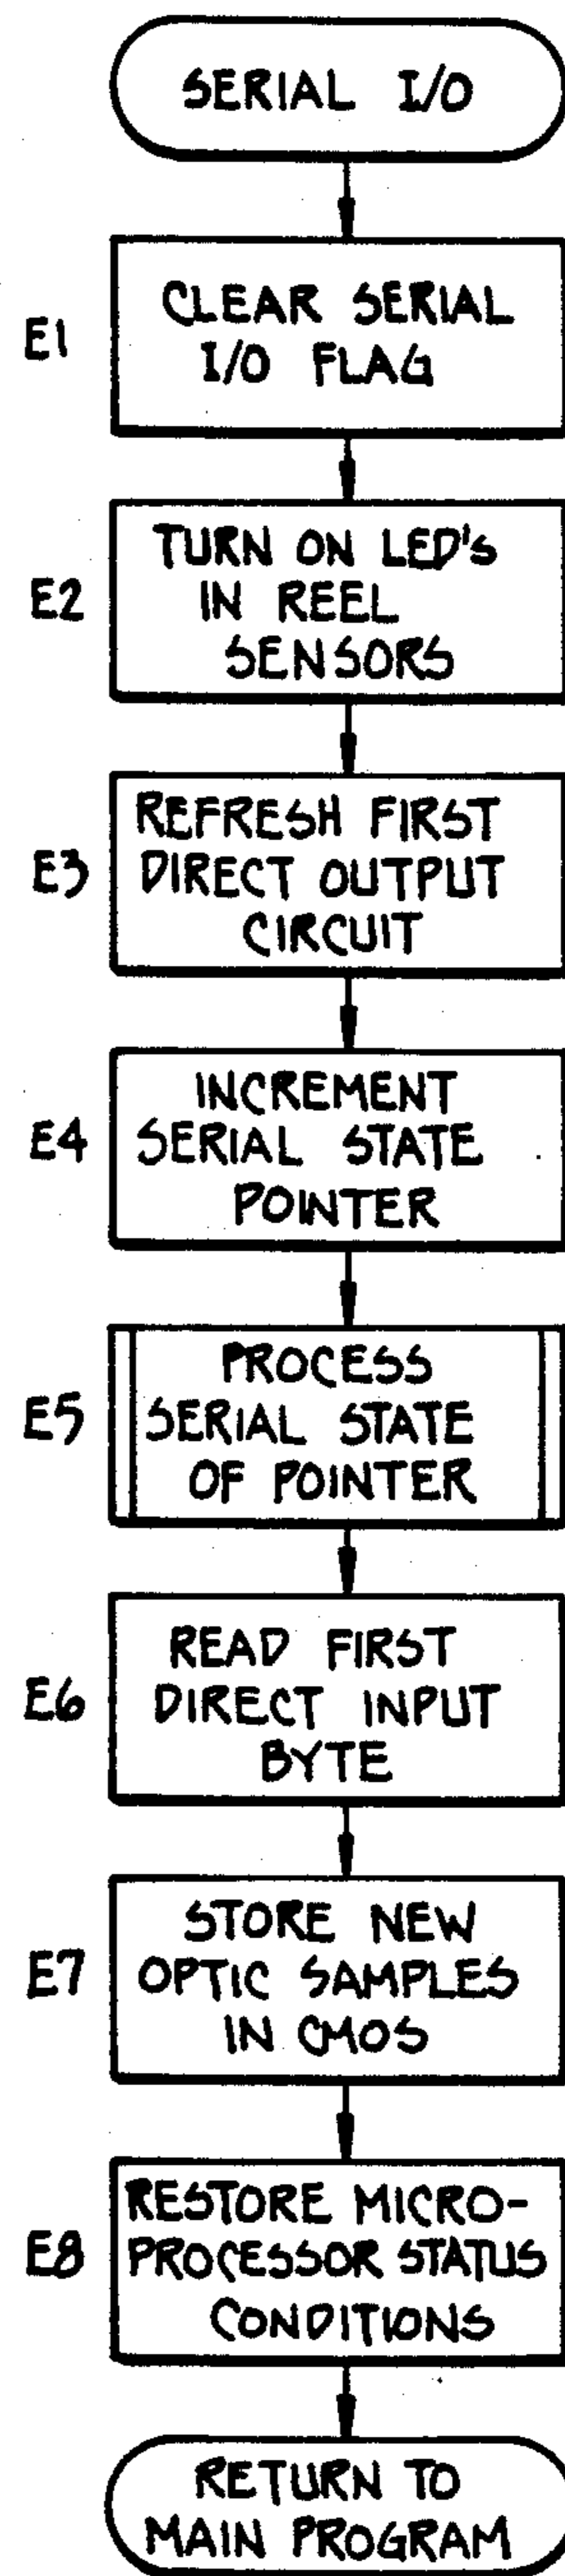 SERIAL I/O
E1
CLEAR SERIAL
I/O FLAG
E2
TURN ON LED's
IN REEL
SENSORS
E3
REFRESH FIRST
DIRECT OUTPUT
CIRCUIT
E4
INCREMENT
SERIAL STATE
POINTER
E5
PROCESS
SERIAL STATE
OF POINTER
E6
READ FIRST
DIRECT INPUT
BYTE
E7
STORE NEW
OPTIC SAMPLES
IN CMOS
E8
RESTORE MICRO-
PROCESSOR STATUS
CONDITIONS
RETURN TO
MAIN PROGRAM